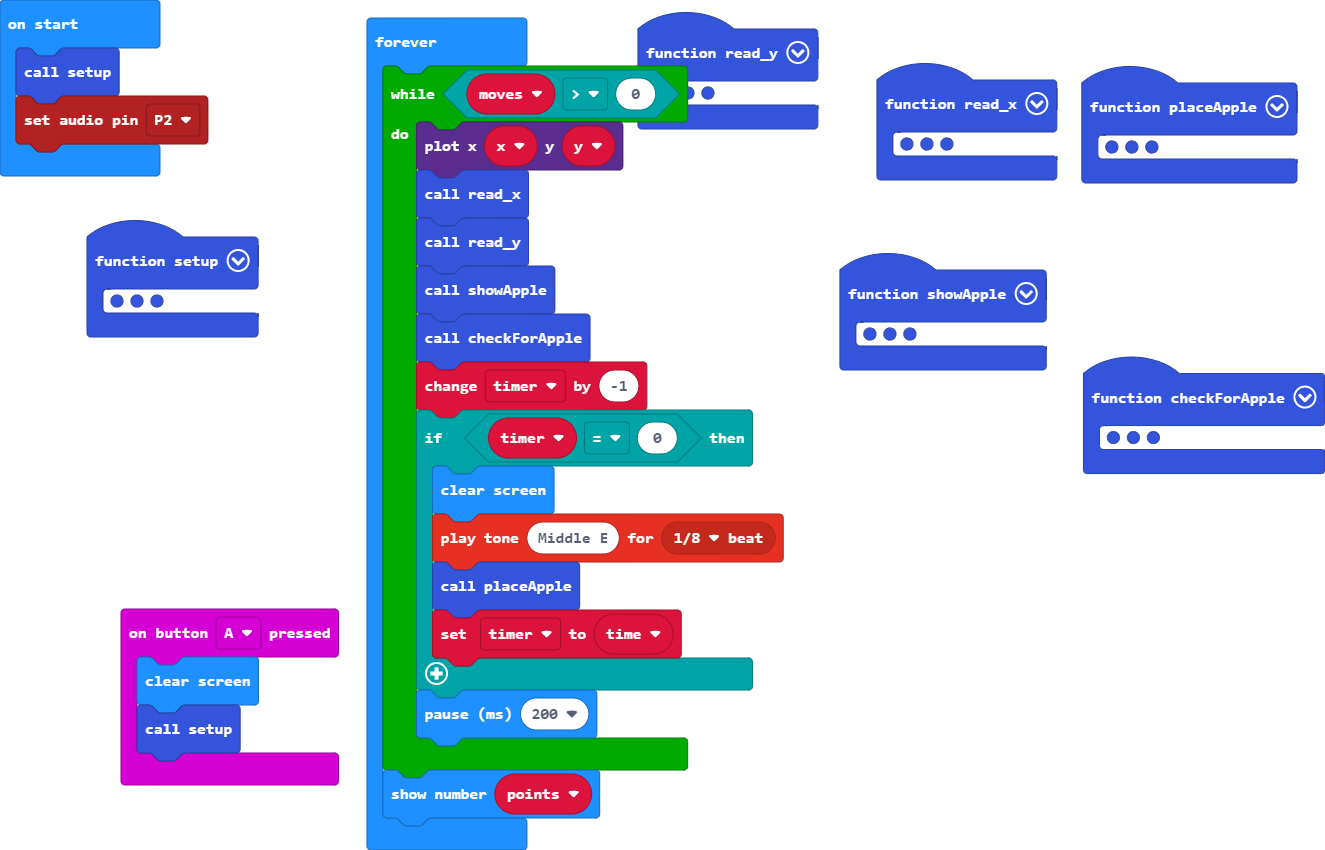 on start
call setup
set audio pin P2
function setup
on button A pressed
clear screen
call setup
forever
while moves > 0
do
plot x x y y
call read_x
call read_y
call showApple
call checkForApple
change timer by -1
if timer = 0 then
clear screen
play tone Middle E for 1/8 beat
call placeApple
set timer to time
pause (ms) 200
show number points
function read_y
function read_x
function placeApple
function showApple
function checkForApple